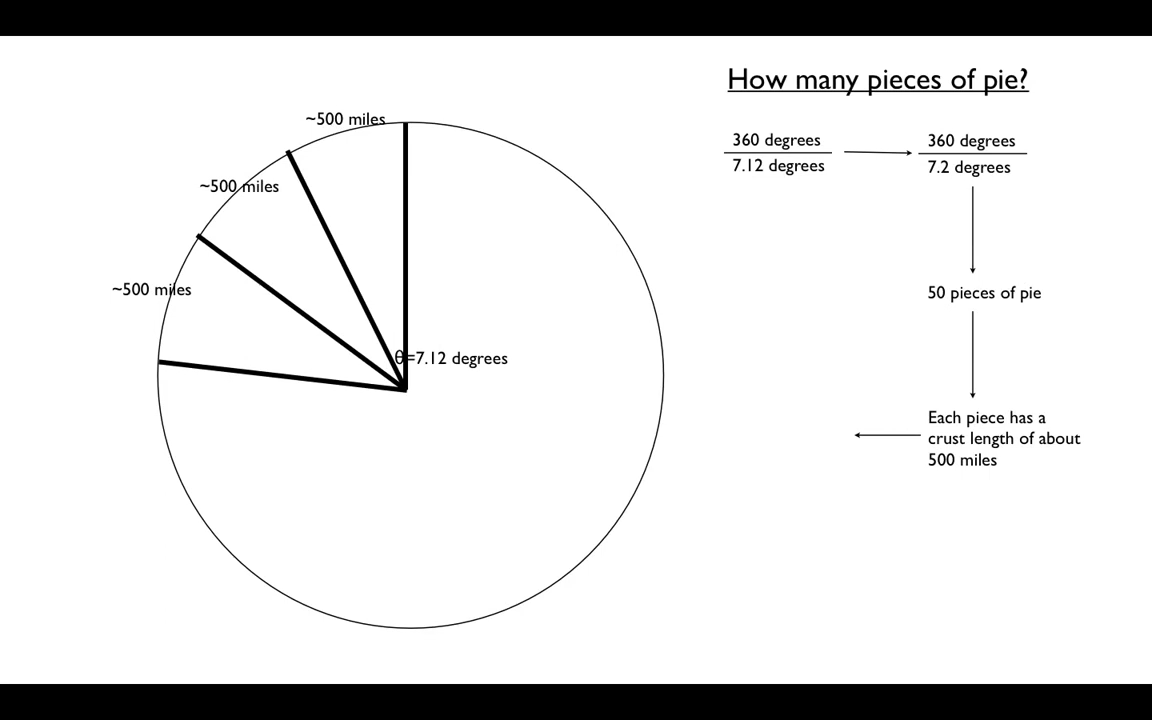 How many pieces of pie?
~500 miles
~500 miles
~500 miles
θ=7.12 degrees
360 degrees
7.12 degrees
360 degrees
7.2 degrees
50 pieces of pie
Each piece has a
crust length of about
500 miles